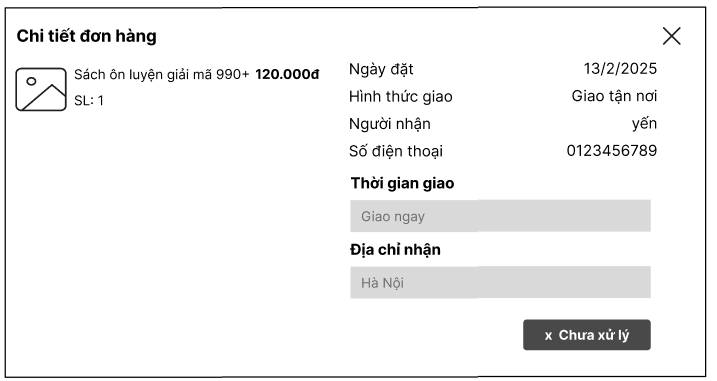 Chi tiết đơn hàng
Sách ôn luyện giải mã 990+ 120.000đ
SL: 1
Ngày đặt 13/2/2025
Hình thức giao Giao tận nơi
Người nhận yến
Số điện thoại 0123456789
Thời gian giao
Giao ngay
Địa chỉ nhận
Hà Nội
x Chưa xử lý